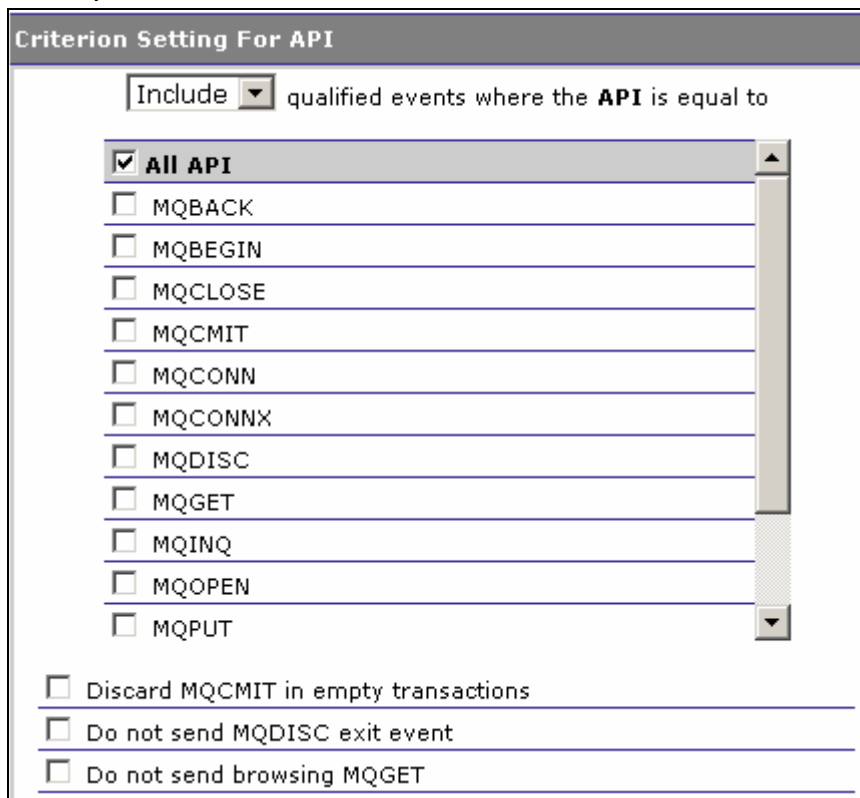 Criterion Setting For API
Include qualified events where the API is equal to
All API
MQBACK
MQBEGIN
MQCLOSE
MQCMIT
MQCONN
MQCONNX
MQDISC
MQGET
MQINQ
MQOPEN
MQPUT
Discard MQCMIT in empty transactions
Do not send MQDISC exit event
Do not send browsing MQGET